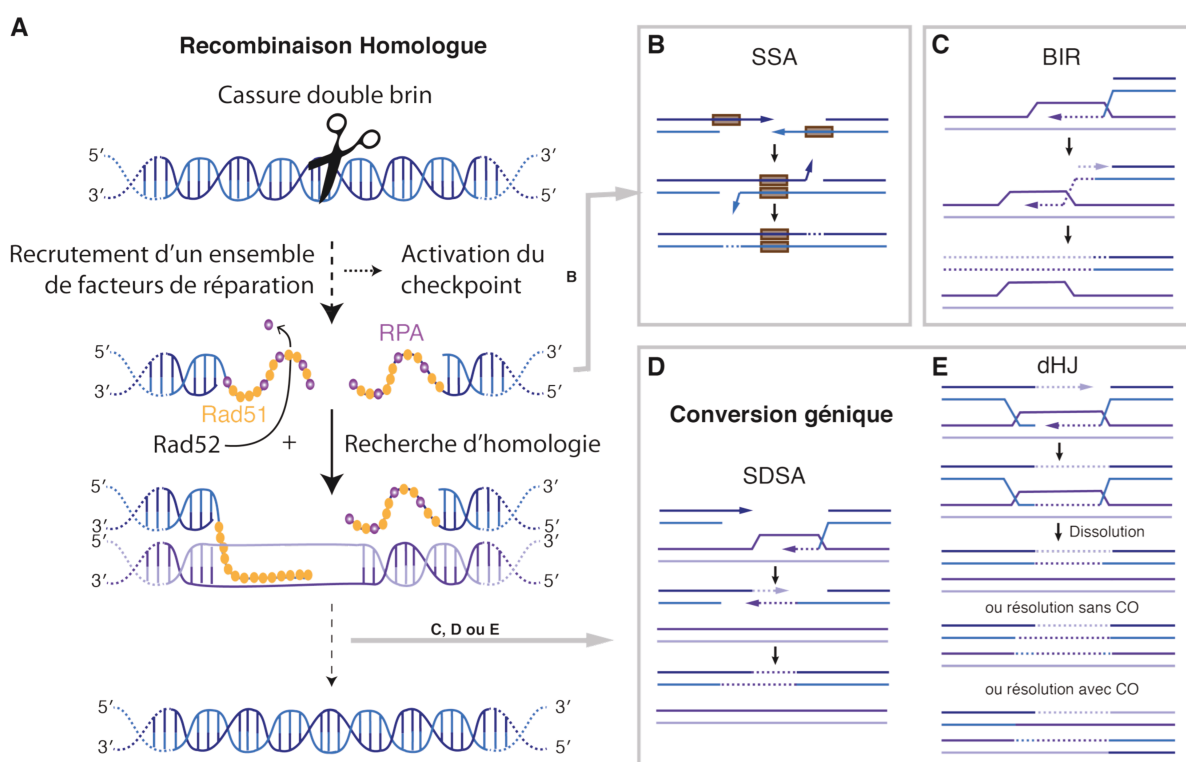 A
Recombinaison Homologue
Cassure double brin
5′
3′
3′
5′
Recrutement d’un ensemble
de facteurs de réparation
Activation du
checkpoint
B
RPA
5′
3′
3′
5′
Rad51
Rad52
+
Recherche d’homologie
5′
3′
3′
5′
5′
3′
3′
5′
C, D ou E
5′
3′
3′
5′
B
SSA
C
BIR
D
Conversion génique
SDSA
E
dHJ
Dissolution
ou résolution sans CO
ou résolution avec CO